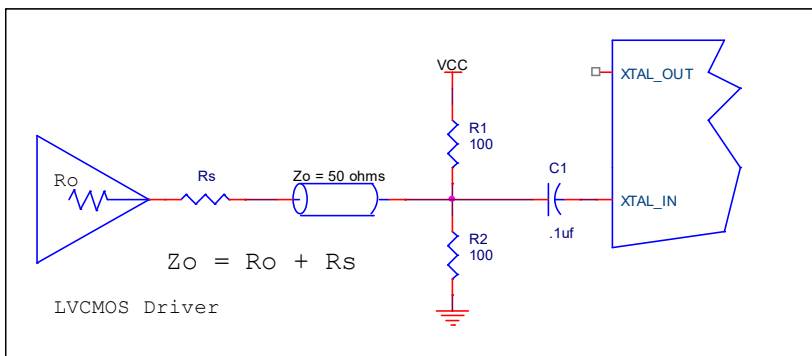 VCC
XTAL_OUT
R1
100
Ro
Rs
Zo = 50 ohms
C1
XTAL_IN
.1uf
R2
100
Zo = Ro + Rs
LVCMOS Driver